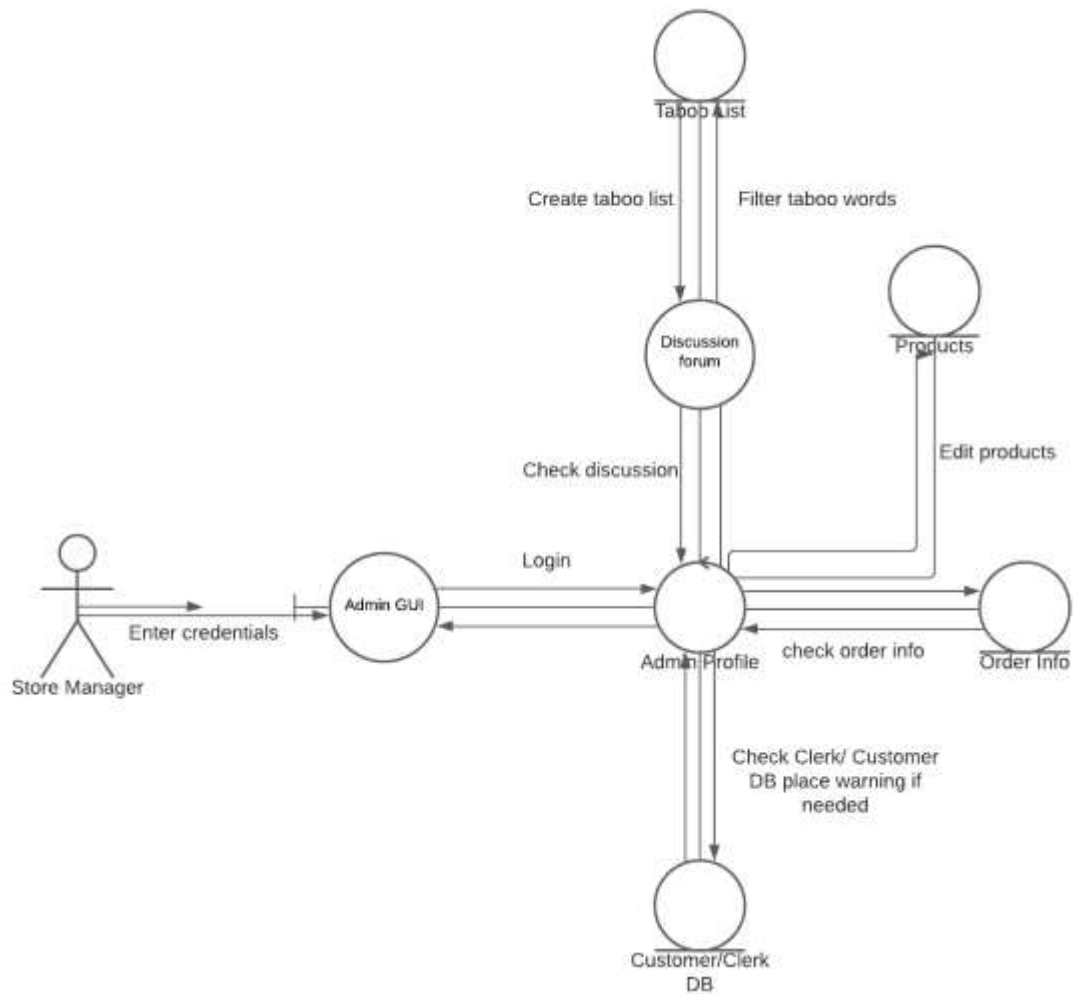 Taboo List
Create taboo list
Filter taboo words
Discussion
forum
Products
Check discussion
Edit products
Login
Admin GUI
Enter credentials
Store Manager
Admin Profile
check order info
Order Info
Check Clerk/ Customer
DB place warning if
needed
Customer/Clerk
DB